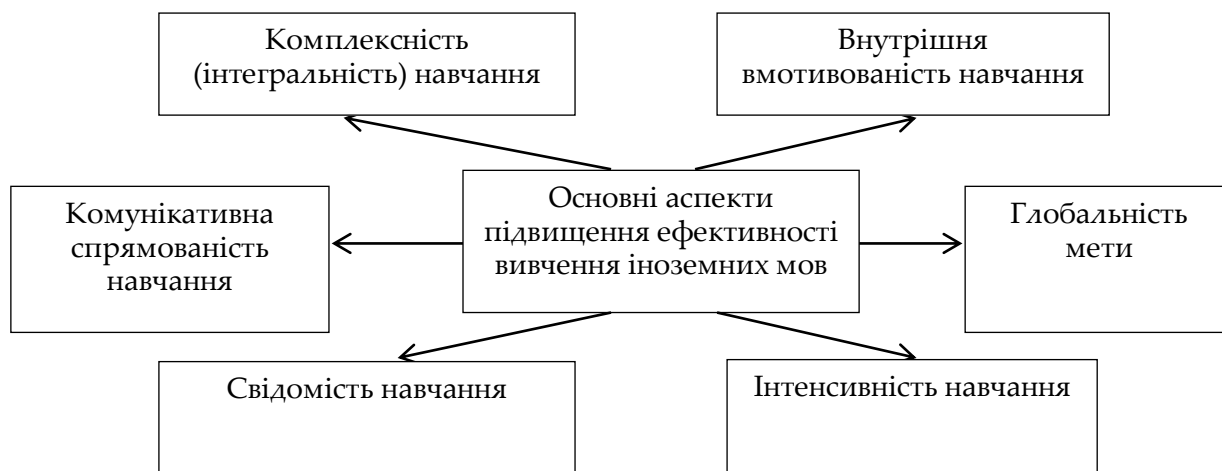 Комплексність
(інтегральність) навчання
Внутрішня
вмотивованість навчання
Комунікативна
спрямованість
навчання
Основні аспекти
підвищення ефективності
вивчення іноземних мов
Глобальність
мети
Свідомість навчання
Інтенсивність навчання